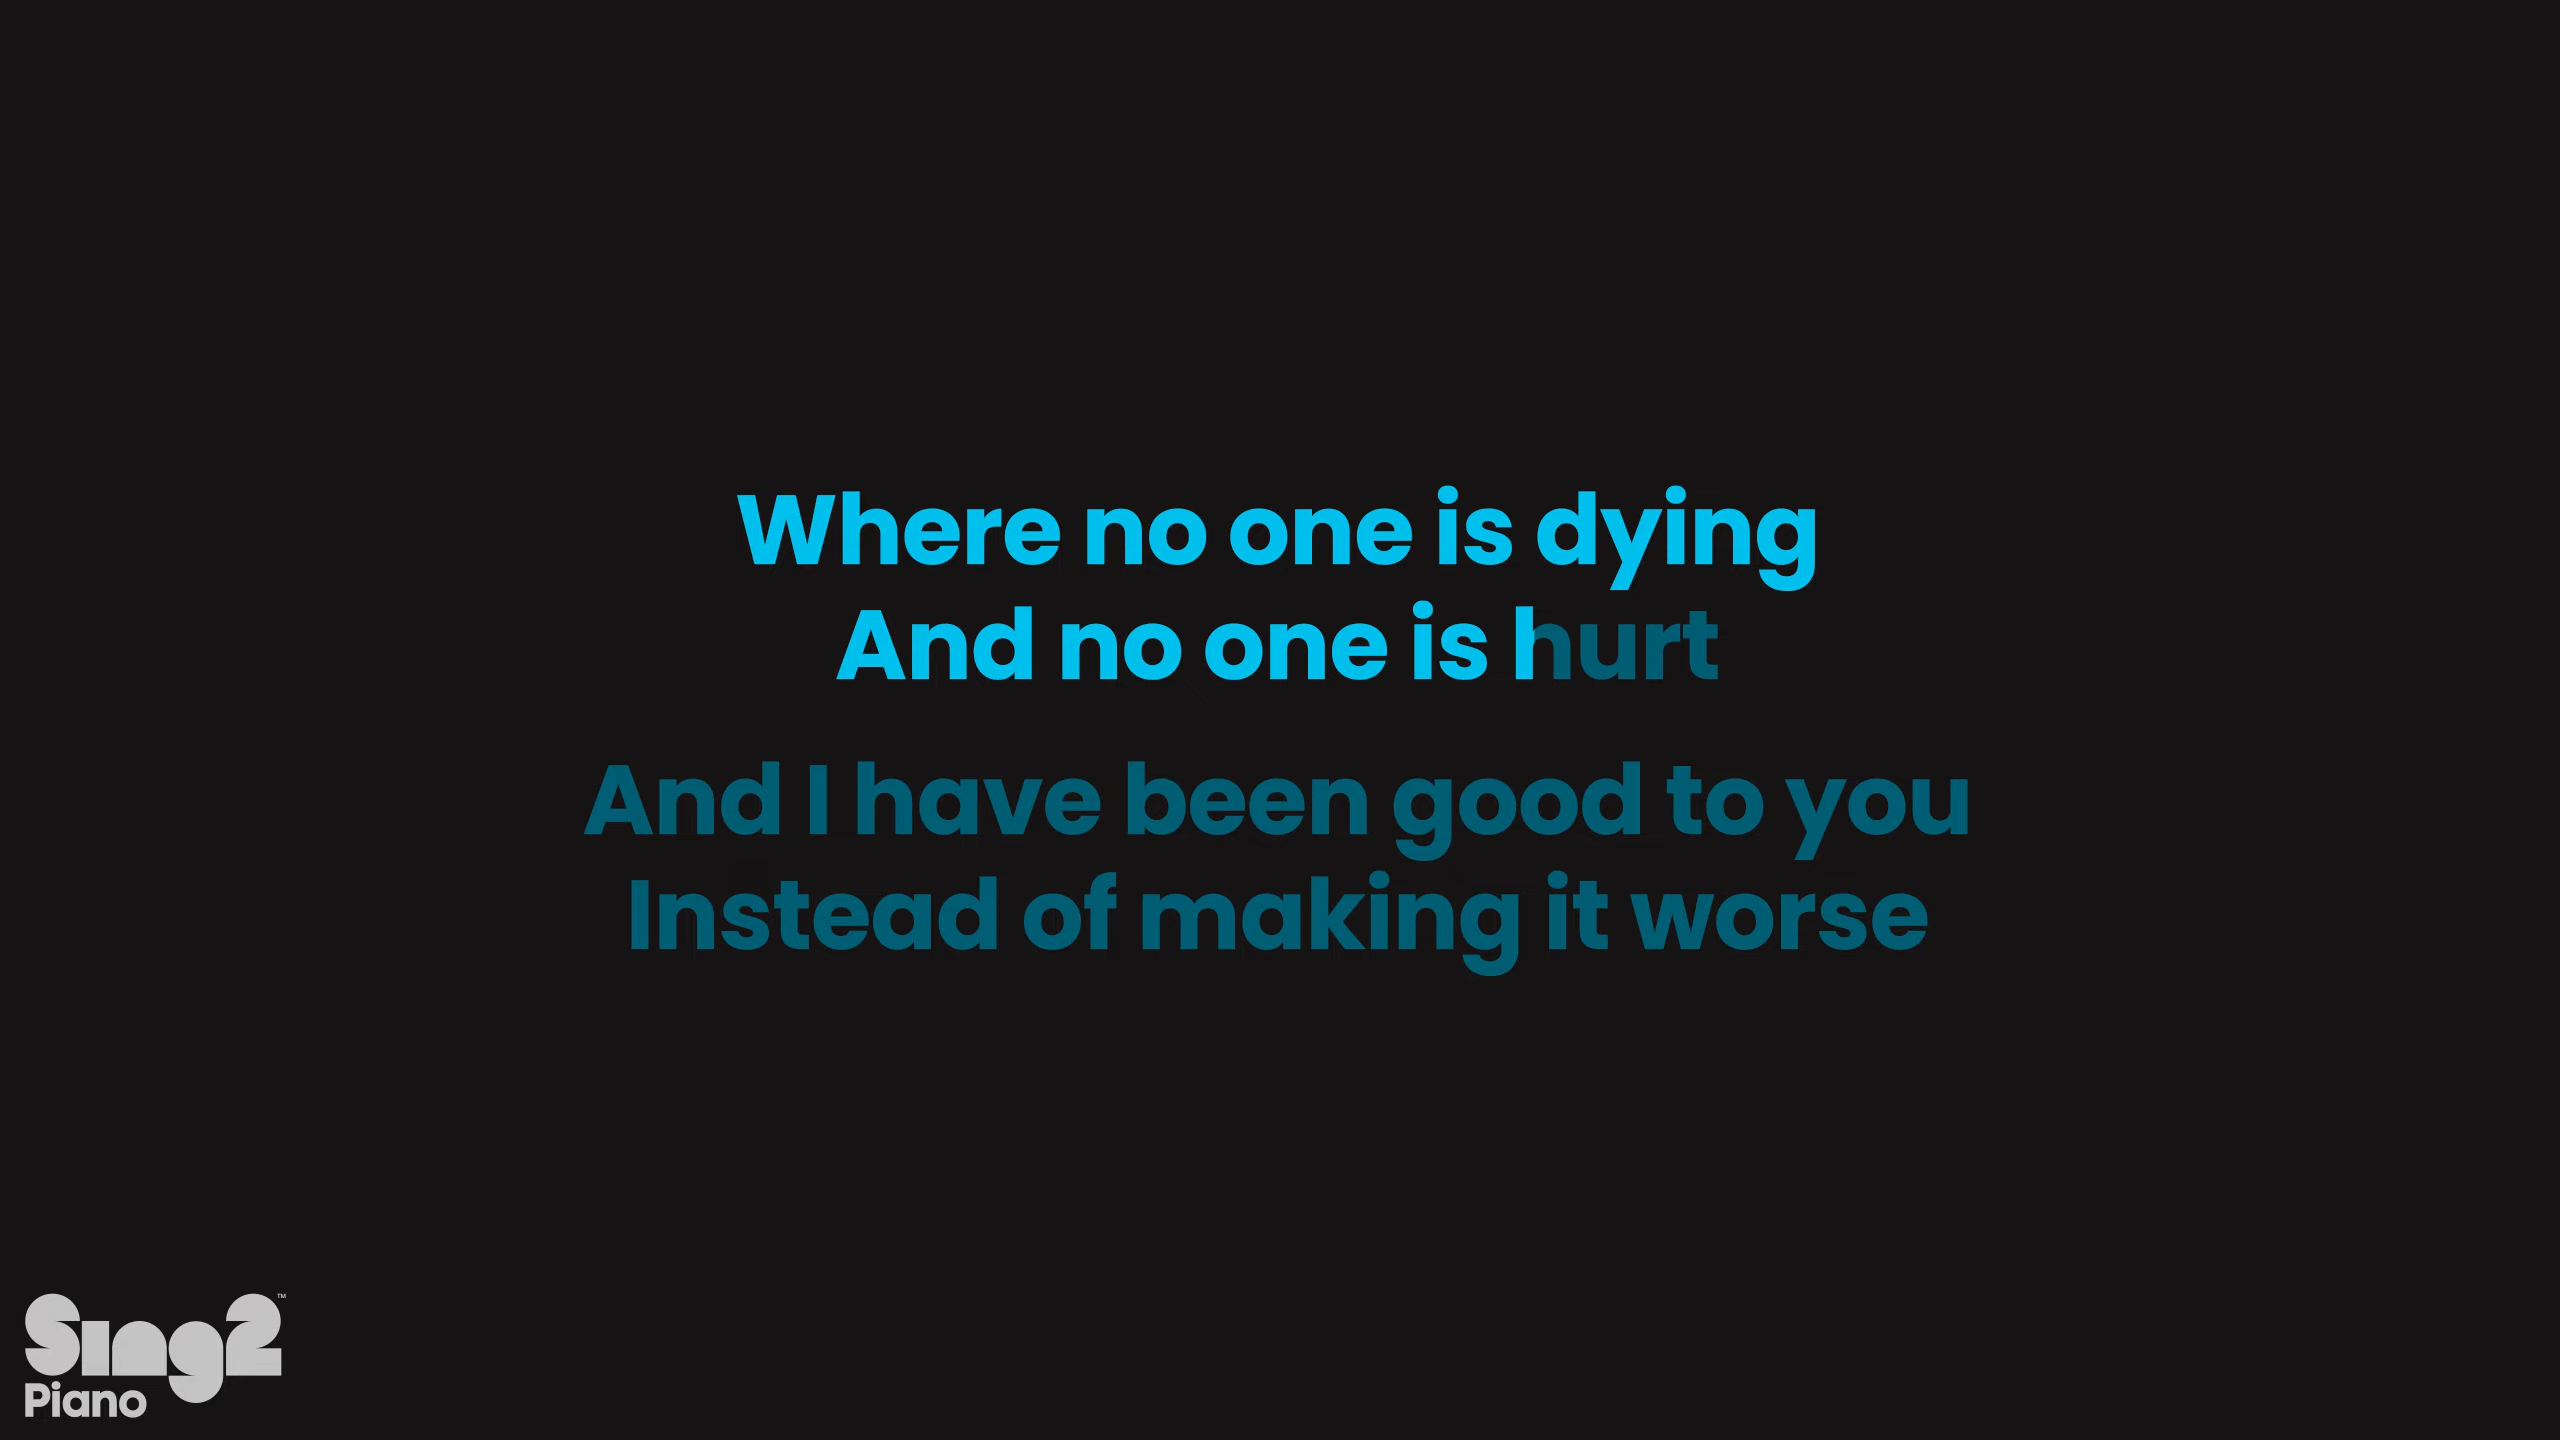 Where no one is dying
And no one is hurt
And I have been good to you
Instead of making it worse
Sing2™
Piano